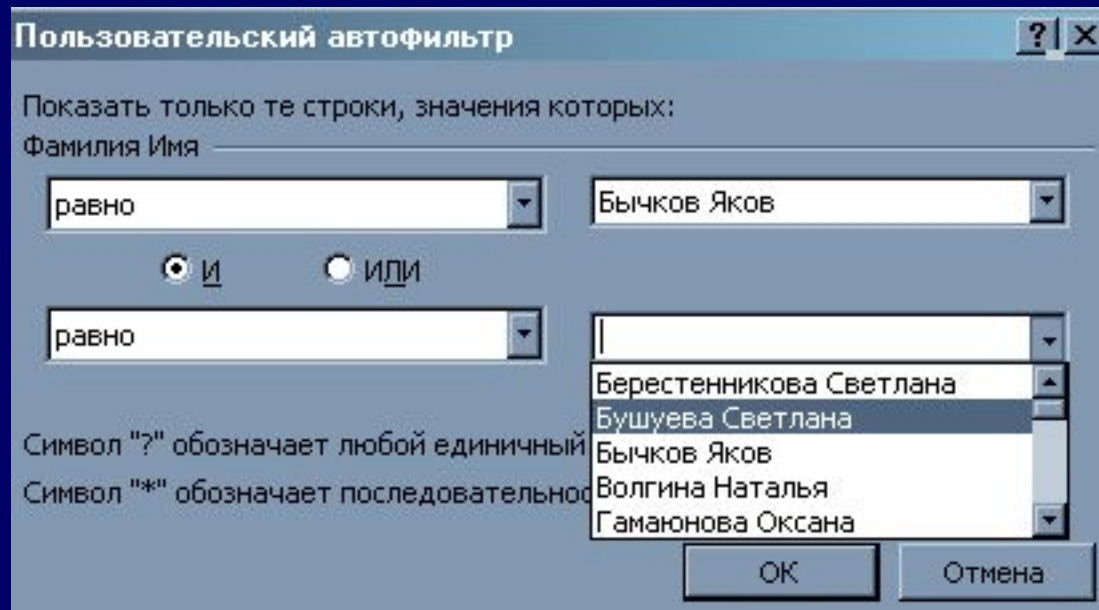 Пользовательский автофильтр
Показать только те строки, значения которых:
Фамилия Имя
равно Бычков Яков
И ИЛИ
равно
Берестенникова Светлана
Бушуева Светлана
Символ "?" обозначает любой единичный
Бычков Яков
Волгина Наталья
Символ "*" обозначает
Гамаюнова Оксана
ОК Отмена